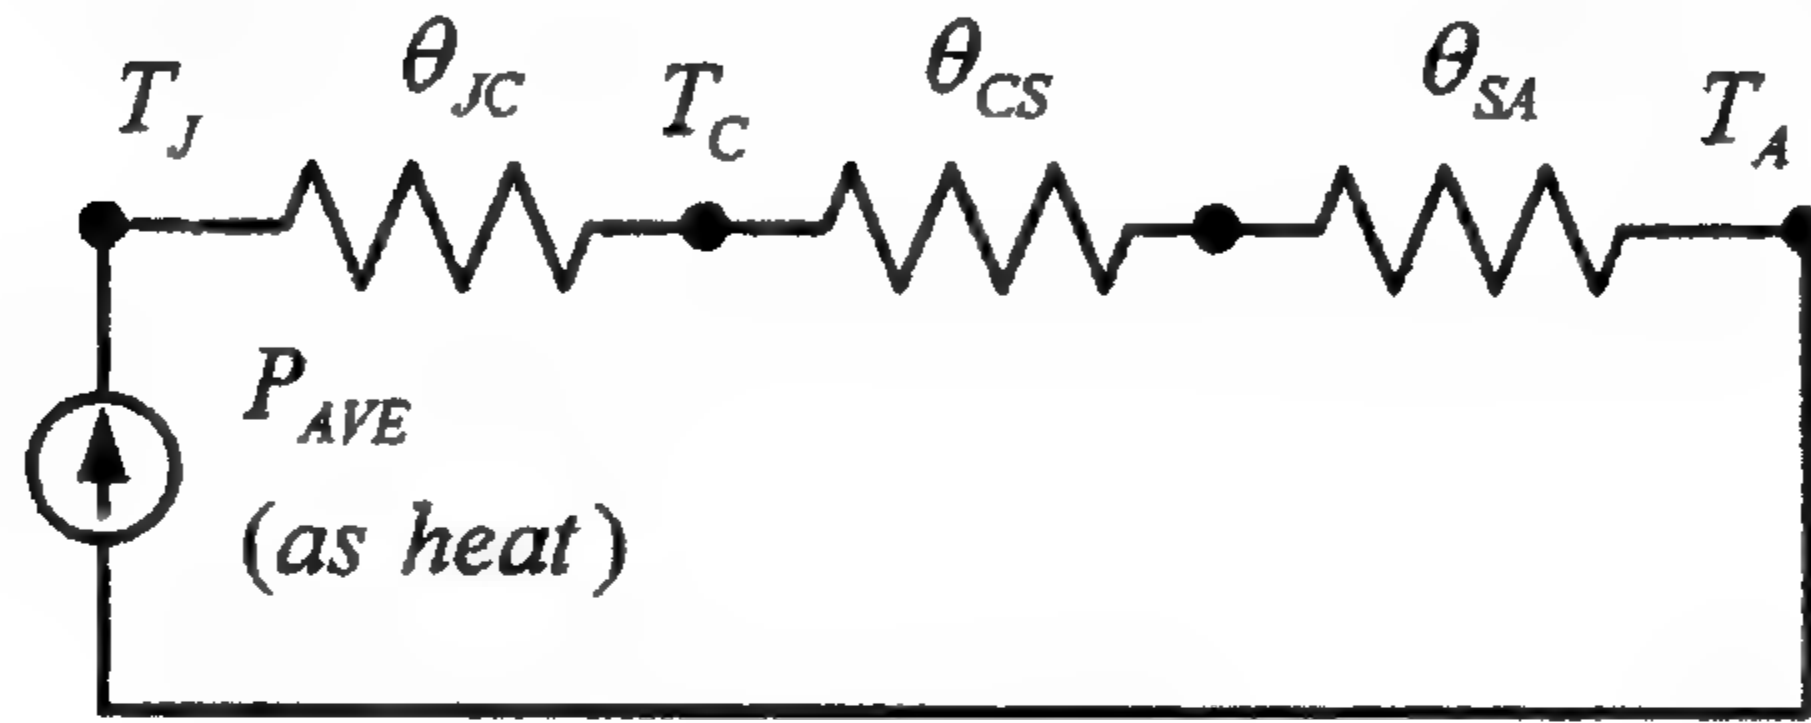 T_J θ_JC T_C θ_CS θ_SA T_A
P_AVE
(as heat)